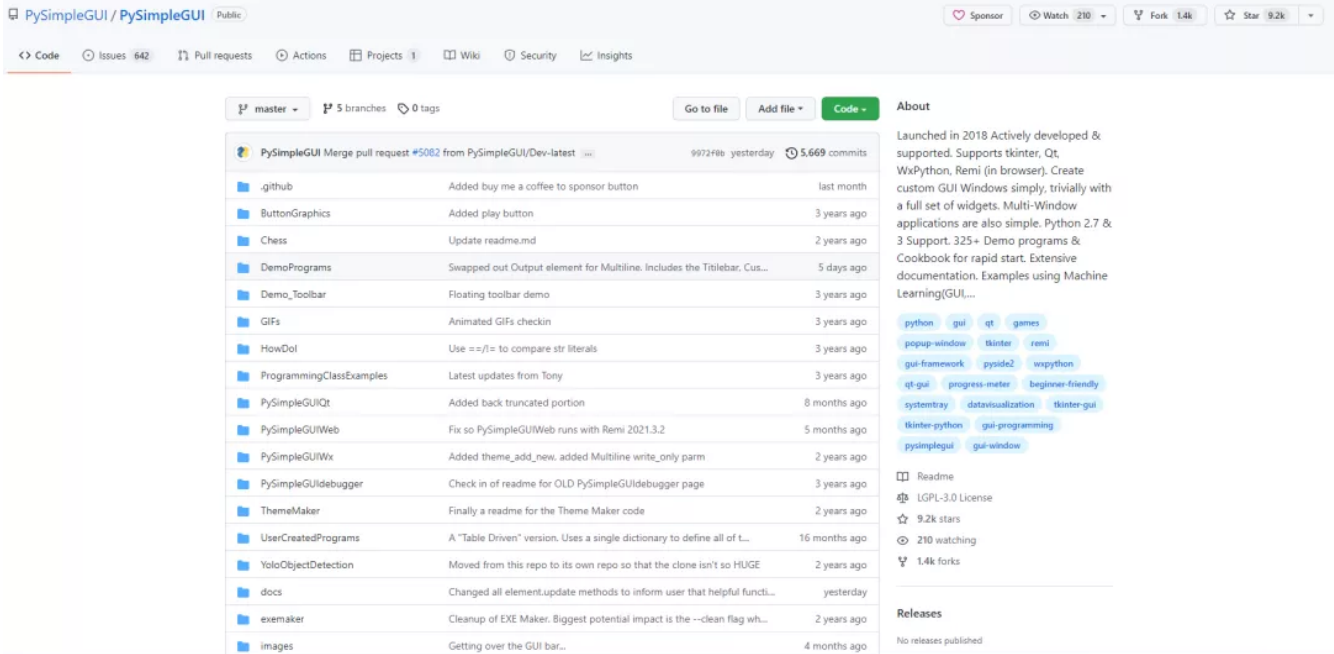 PySimpleGUI / PySimpleGUI Public
Sponsor Watch 210 Fork 1.4k Star 9.2k
Code Issues 642 Pull requests Actions Projects 1 Wiki Security Insights
master 5 branches 0 tags Go to file Add file Code
PySimpleGUI Merge pull request #5082 from PySimpleGUI/Dev-latest ... 9972f0b yesterday 5,669 commits
.github Added buy me a coffee to sponsor button last month
ButtonGraphics Added play button 3 years ago
Chess Update readme.md 2 years ago
DemoPrograms Swapped out Output element for Multiline. Includes the Titilebar, Cus... 5 days ago
Demo_Toolbar Floating toolbar demo 3 years ago
GIFs Animated GIFs checkin 3 years ago
HowDoI Use ==/!= to compare str literals 3 years ago
ProgrammingClassExamples Latest updates from Tony 3 years ago
PySimpleGUIQt Added back truncated portion 8 months ago
PySimpleGUIWeb Fix so PySimpleGUIWeb runs with Remi 2021.3.2 5 months ago
PySimpleGUIWx Added theme_add_new. added Multiline write_only parm 2 years ago
PySimpleGUIdebugger Check in of readme for OLD PySimpleGUIdebugger page 3 years ago
ThemeMaker Finally a readme for the Theme Maker code 2 years ago
UserCreatedPrograms A "Table Driven" version. Uses a single dictionary to define all of t... 16 months ago
YoloObjectDetection Moved from this repo to its own repo so that the clone isn't so HUGE 2 years ago
docs Changed all element.update methods to inform user that helpful functi... yesterday
exemaker Cleanup of EXE Maker. Biggest potential impact is the --clean flag wh... 2 years ago
images Getting over the GUI bar... 4 months ago
About
Launched in 2018 Actively developed &
supported. Supports tkinter, Qt,
WxPython, Remi (in browser). Create
custom GUI Windows simply, trivially with
a full set of widgets. Multi-Window
applications are also simple. Python 2.7 &
3 Support. 325+ Demo programs &
Cookbook for rapid start. Extensive
documentation. Examples using Machine
Learning(GUI,...
python gui qt games
popup-window tkinter remi
gui-framework pyside2 wxpython
qt-gui progress-meter beginner-friendly
systemtray datavisualization tkinter-gui
tkinter-python gui-programming
pysimplegui gui-window
Readme
LGPL-3.0 License
9.2k stars
210 watching
1.4k forks
Releases
No releases published